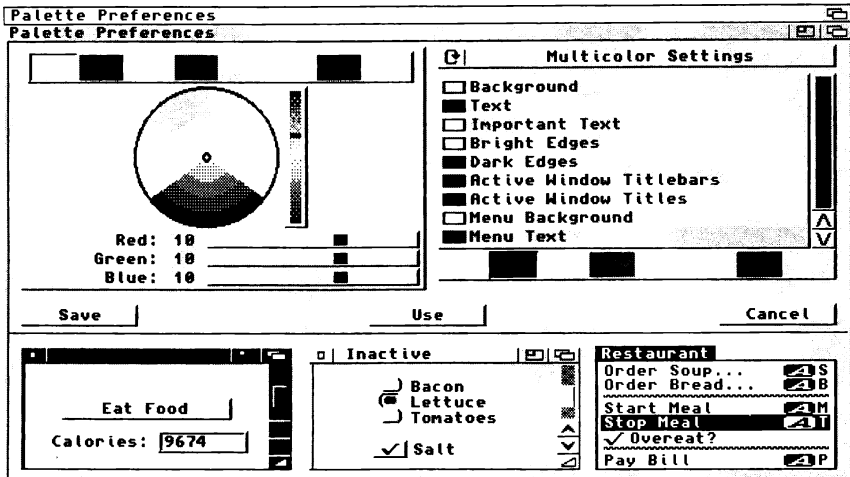 Palette Preferences
Palette Preferences
Multicolor Settings
Background
Text
Important Text
Bright Edges
Dark Edges
Active Window Titlebars
Active Window Titles
Menu Background
Menu Text
Red: 10
Green: 10
Blue: 10
Save
Use
Cancel
Eat Food
Calories: 9674
Inactive
Bacon
Lettuce
Tomatoes
Salt
Restaurant
Order Soup... A S
Order Bread... A B
Start Meal A M
Stop Meal A T
Overeat?
Pay Bill A P